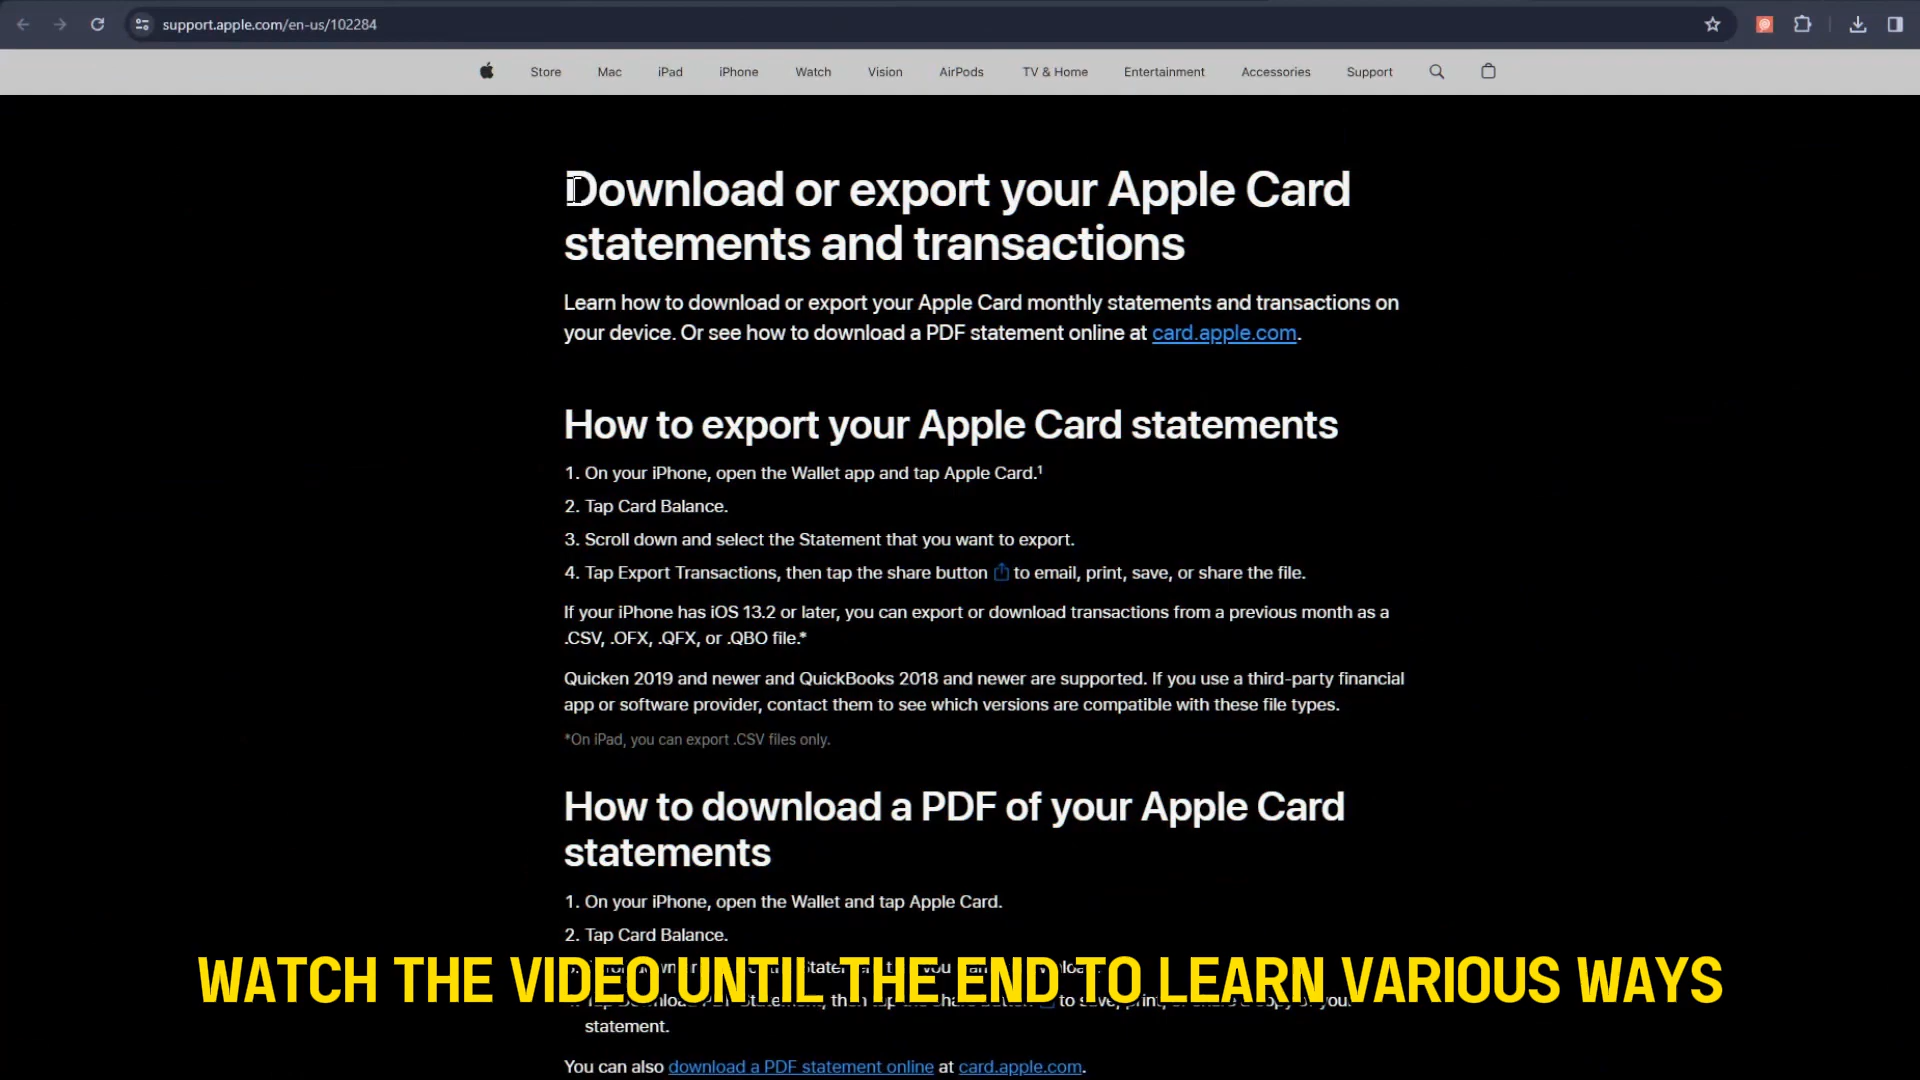 support.apple.com/en-us/102284
Store Mac iPad iPhone Watch Vision AirPods TV & Home Entertainment Accessories Support
Download or export your Apple Card
statements and transactions
Learn how to download or export your Apple Card monthly statements and transactions on
your device. Or see how to download a PDF statement online at card.apple.com.
How to export your Apple Card statements
1. On your iPhone, open the Wallet app and tap Apple Card.¹
2. Tap Card Balance.
3. Scroll down and select the Statement that you want to export.
4. Tap Export Transactions, then tap the share button to email, print, save, or share the file.
If your iPhone has iOS 13.2 or later, you can export or download transactions from a previous month as a
.CSV, .OFX, .QFX, or .QBO file.*
Quicken 2019 and newer and QuickBooks 2018 and newer are supported. If you use a third-party financial
app or software provider, contact them to see which versions are compatible with these file types.
*On iPad, you can export .CSV files only.
How to download a PDF of your Apple Card
statements
1. On your iPhone, open the Wallet and tap Apple Card.
2. Tap Card Balance.
WATCH THE VIDEO UNTIL THE END TO LEARN VARIOUS WAYS
statement.
You can also download a PDF statement online at card.apple.com.